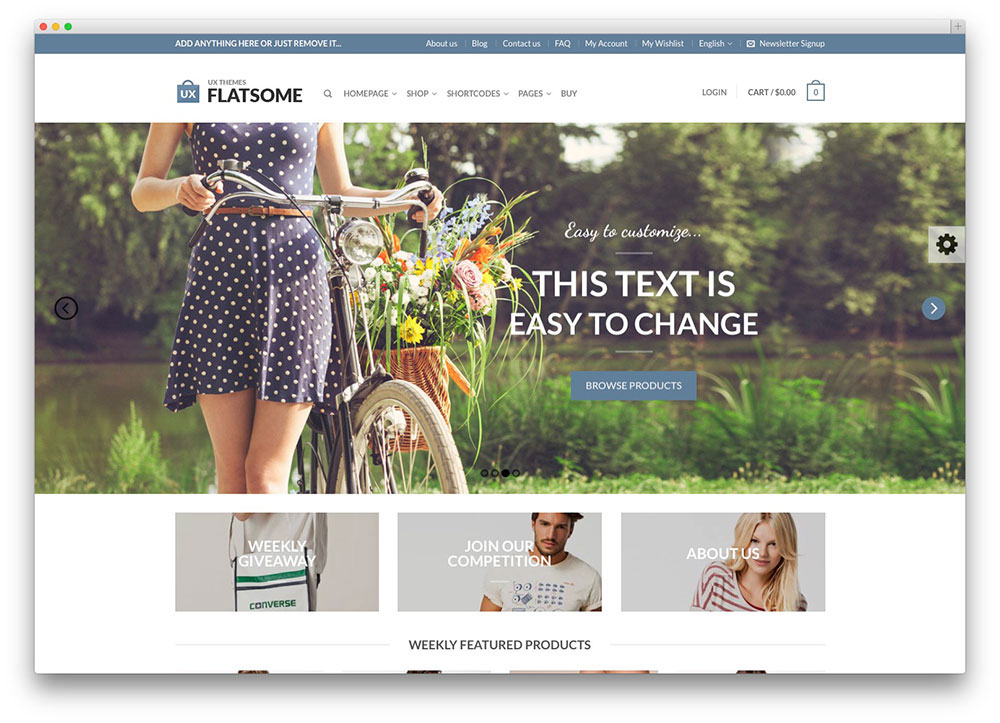 ADD ANYTHING HERE OR JUST REMOVE IT...
About us
Blog
Contact us
FAQ
My Account
My Wishlist
English
Newsletter Signup
UX THEMES
UX
FLATSOME
HOMEPAGE
SHOP
SHORTCODES
PAGES
BUY
LOGIN
CART / $0.00
0
Easy to customize...
THIS TEXT IS
EASY TO CHANGE
BROWSE PRODUCTS
WEEKLY
GIVEAWAY
CONVERSE
JOIN OUR
COMPETITION
ABOUT US
WEEKLY FEATURED PRODUCTS